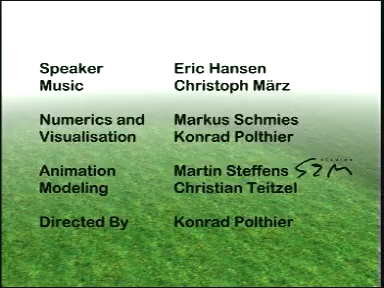 Speaker Eric Hansen
Music Christoph März
Numerics and Markus Schmies
Visualisation Konrad Polthier
Animation Martin Steffens
Modeling Christian Teitzel
Directed By Konrad Polthier